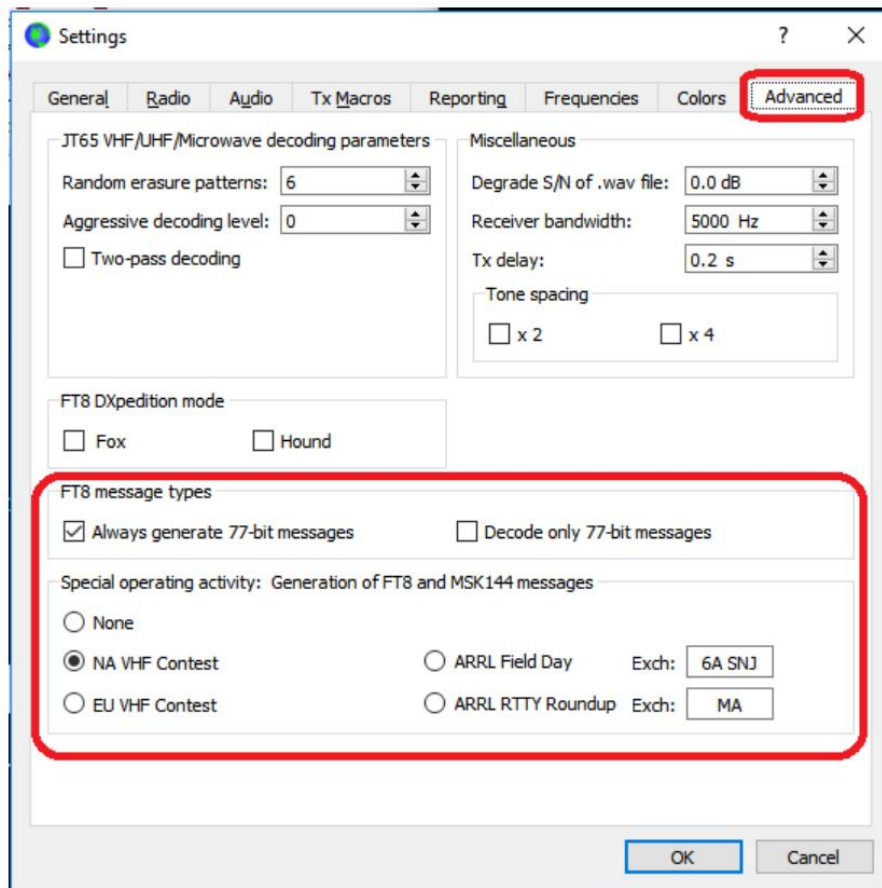 Settings
? X
General Radio Audio Tx Macros Reporting Frequencies Colors Advanced
JT65 VHF/UHF/Microwave decoding parameters
Random erasure patterns: 6
Aggressive decoding level: 0
Two-pass decoding
Miscellaneous
Degrade S/N of .wav file: 0.0 dB
Receiver bandwidth: 5000 Hz
Tx delay: 0.2 s
Tone spacing
x 2 x 4
FT8 DXpedition mode
Fox Hound
FT8 message types
Always generate 77-bit messages Decode only 77-bit messages
Special operating activity: Generation of FT8 and MSK144 messages
None
NA VHF Contest ARRL Field Day Exch: 6A SNJ
EU VHF Contest ARRL RTTY Roundup Exch: MA
OK Cancel